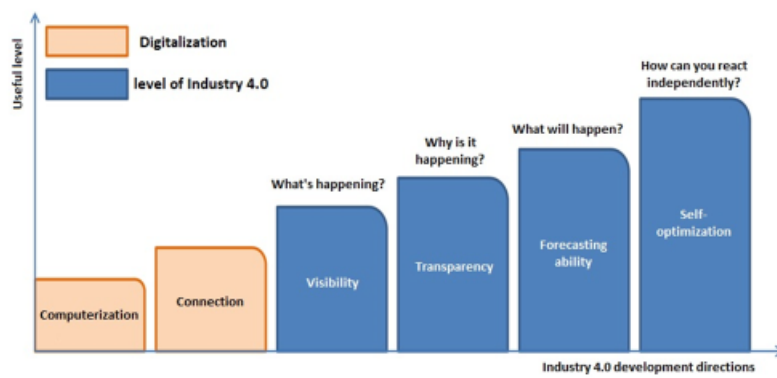 Useful level
Digitalization
level of Industry 4.0
How can you react
independently?
What will happen?
Why is it
happening?
What's happening?
Computerization
Connection
Visibility
Transparency
Forecasting
ability
Self-
optimization
Industry 4.0 development directions